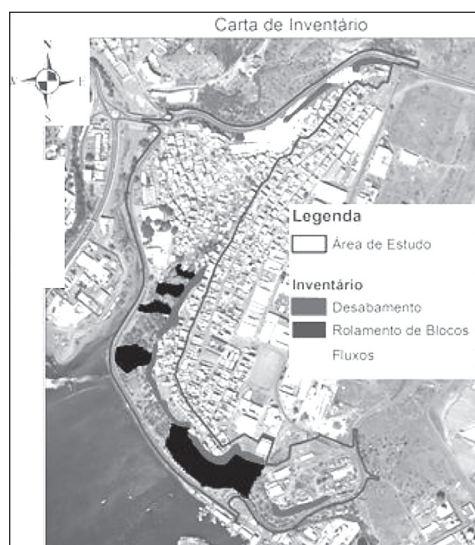 Carta de Inventário
N
W
E
S
Legenda
Área de Estudo
Inventário
Desabamento
Rolamento de Blocos
Fluxos